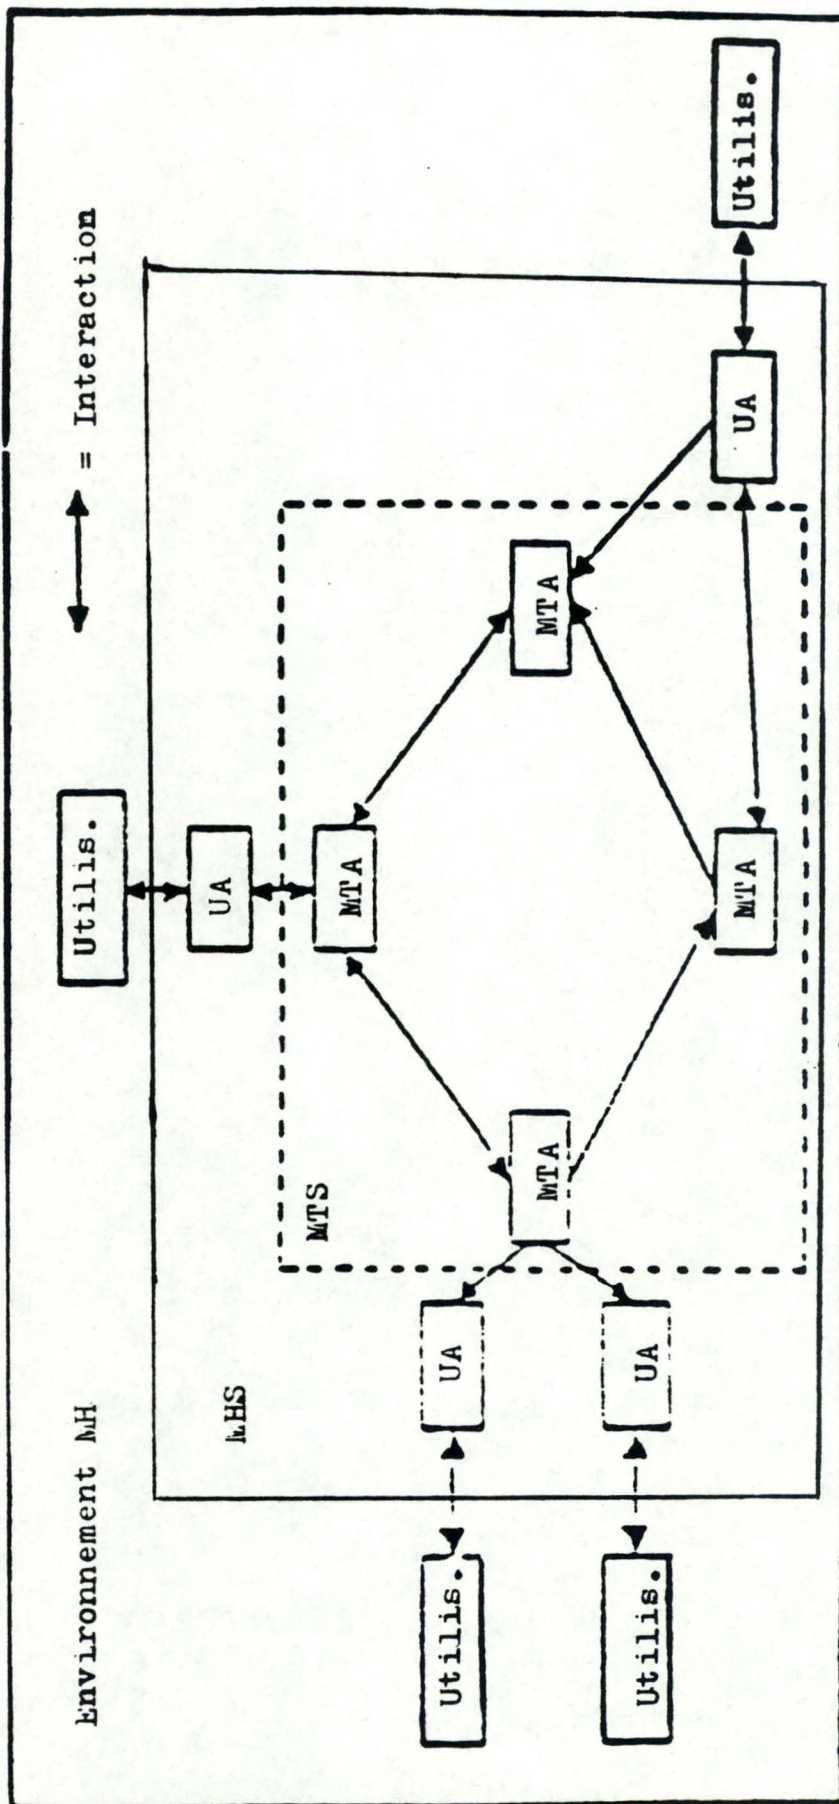 Environnement MH
= Interaction
Utilis.
MHS
UA
MTS
MTA
Utilis.
UA
MTA
MTA
UA
Utilis.
Utilis.
UA
MTA